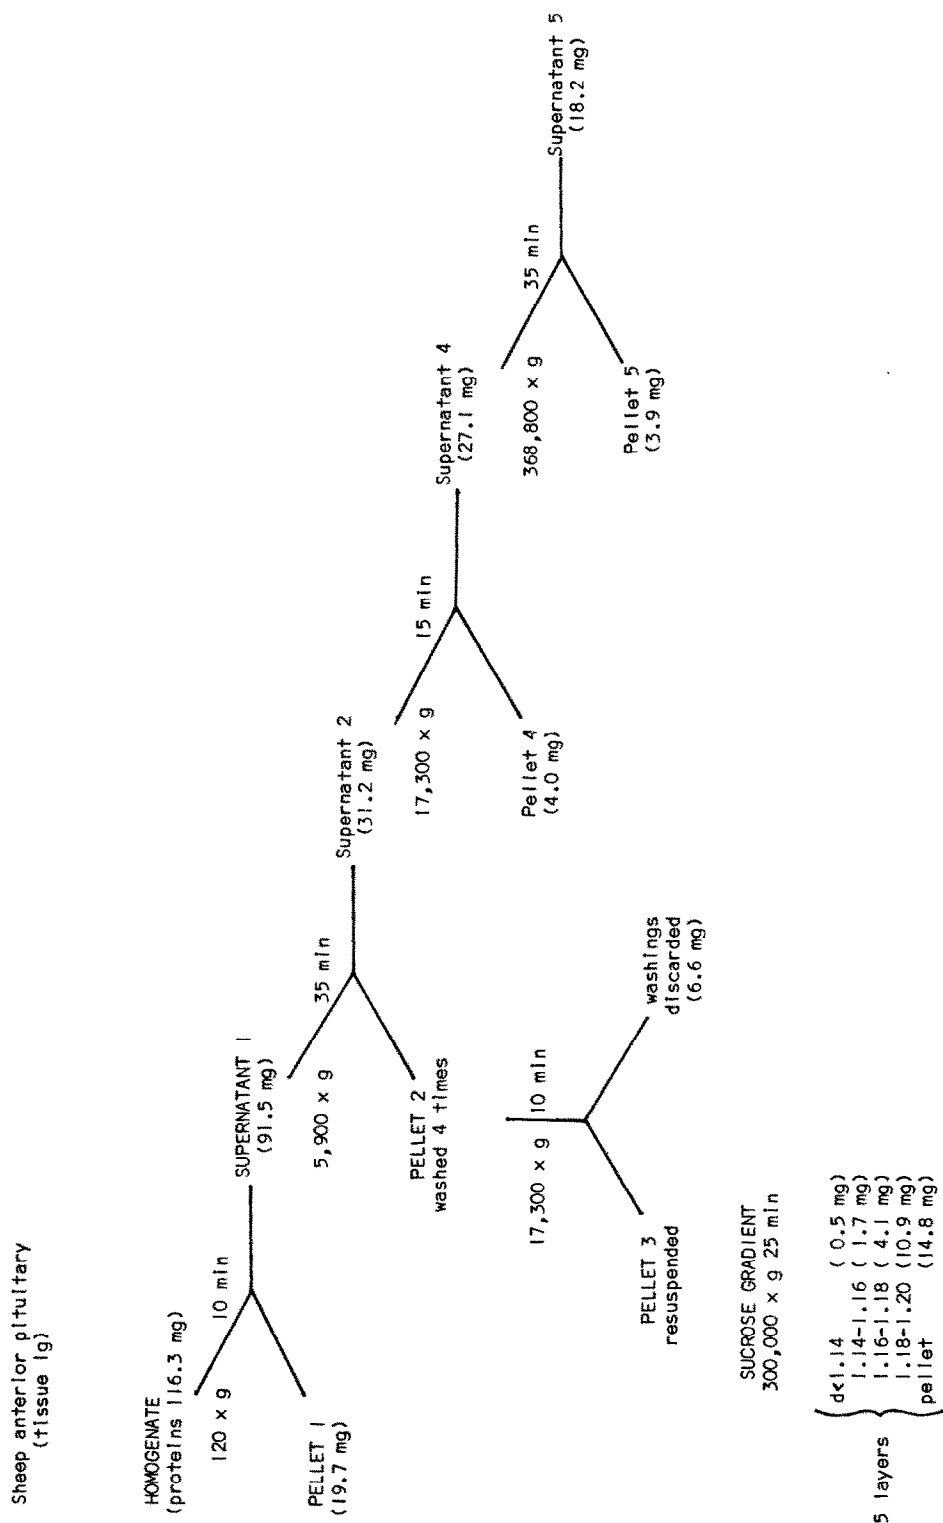 Sheep anterior pituitary
(tissue 1g)
HOMOGENATE
(proteins 116.3 mg)
120 x g
10 min
PELLET 1
(19.7 mg)
SUPERNATANT 1
(91.5 mg)
5,900 x g
35 min
PELLET 2
washed 4 times
Supernatant 2
(31.2 mg)
17,300 x g
15 min
Pellet 4
(4.0 mg)
Supernatant 4
(27.1 mg)
368,800 x g
35 min
Pellet 5
(3.9 mg)
Supernatant 5
(18.2 mg)
17,300 x g
10 min
PELLET 3
resuspended
washings
discarded
(6.6 mg)
SUCROSE GRADIENT
300,000 x g 25 min
5 layers
d<1.14 ( 0.5 mg)
1.14-1.16 ( 1.7 mg)
1.16-1.18 ( 4.1 mg)
1.18-1.20 (10.9 mg)
pellet (14.8 mg)